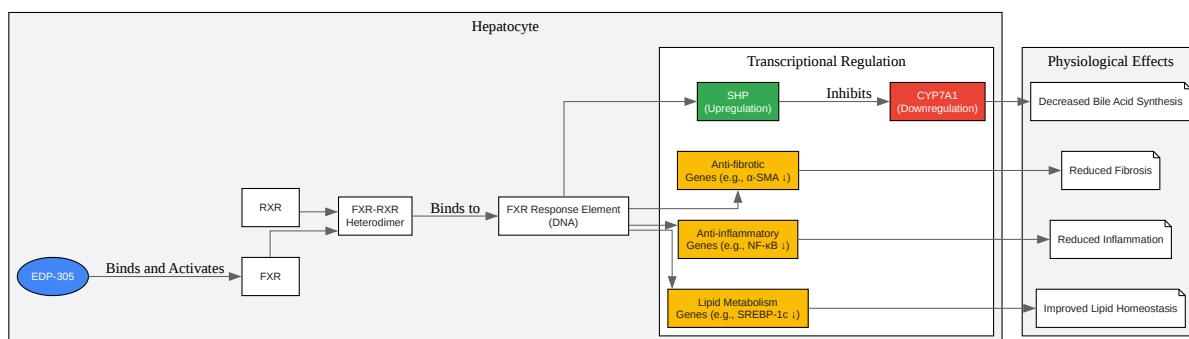 Hepatocyte
Transcriptional Regulation
Physiological Effects
SHP
(Upregulation)
Inhibits
CYP7A1
(Downregulation)
Decreased Bile Acid Synthesis
Anti-fibrotic
Genes (e.g., α-SMA ↓)
Reduced Fibrosis
RXR
FXR-RXR
Heterodimer
Binds to
FXR Response Element
(DNA)
Anti-inflammatory
Genes (e.g., NF-κB ↓)
Reduced Inflammation
EDP-305
Binds and Activates
FXR
Lipid Metabolism
Genes (e.g., SREBP-1c ↓)
Improved Lipid Homeostasis